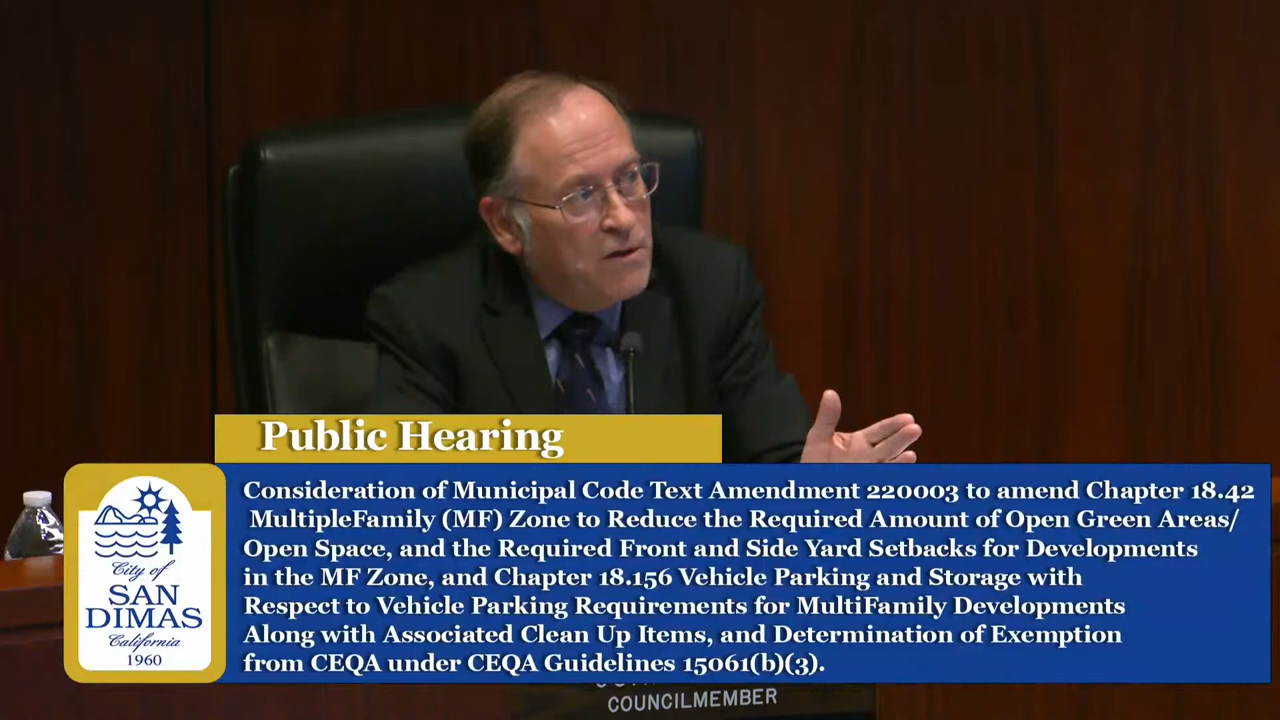 Public Hearing
Consideration of Municipal Code Text Amendment 220003 to amend Chapter 18.42
MultipleFamily (MF) Zone to Reduce the Required Amount of Open Green Areas/
Open Space, and the Required Front and Side Yard Setbacks for Developments
in the MF Zone, and Chapter 18.156 Vehicle Parking and Storage with
Respect to Vehicle Parking Requirements for MultiFamily Developments
Along with Associated Clean Up Items, and Determination of Exemption
from CEQA under CEQA Guidelines 15061(b)(3).
City of
SAN
DIMAS
California
1960
COUNCILMEMBER